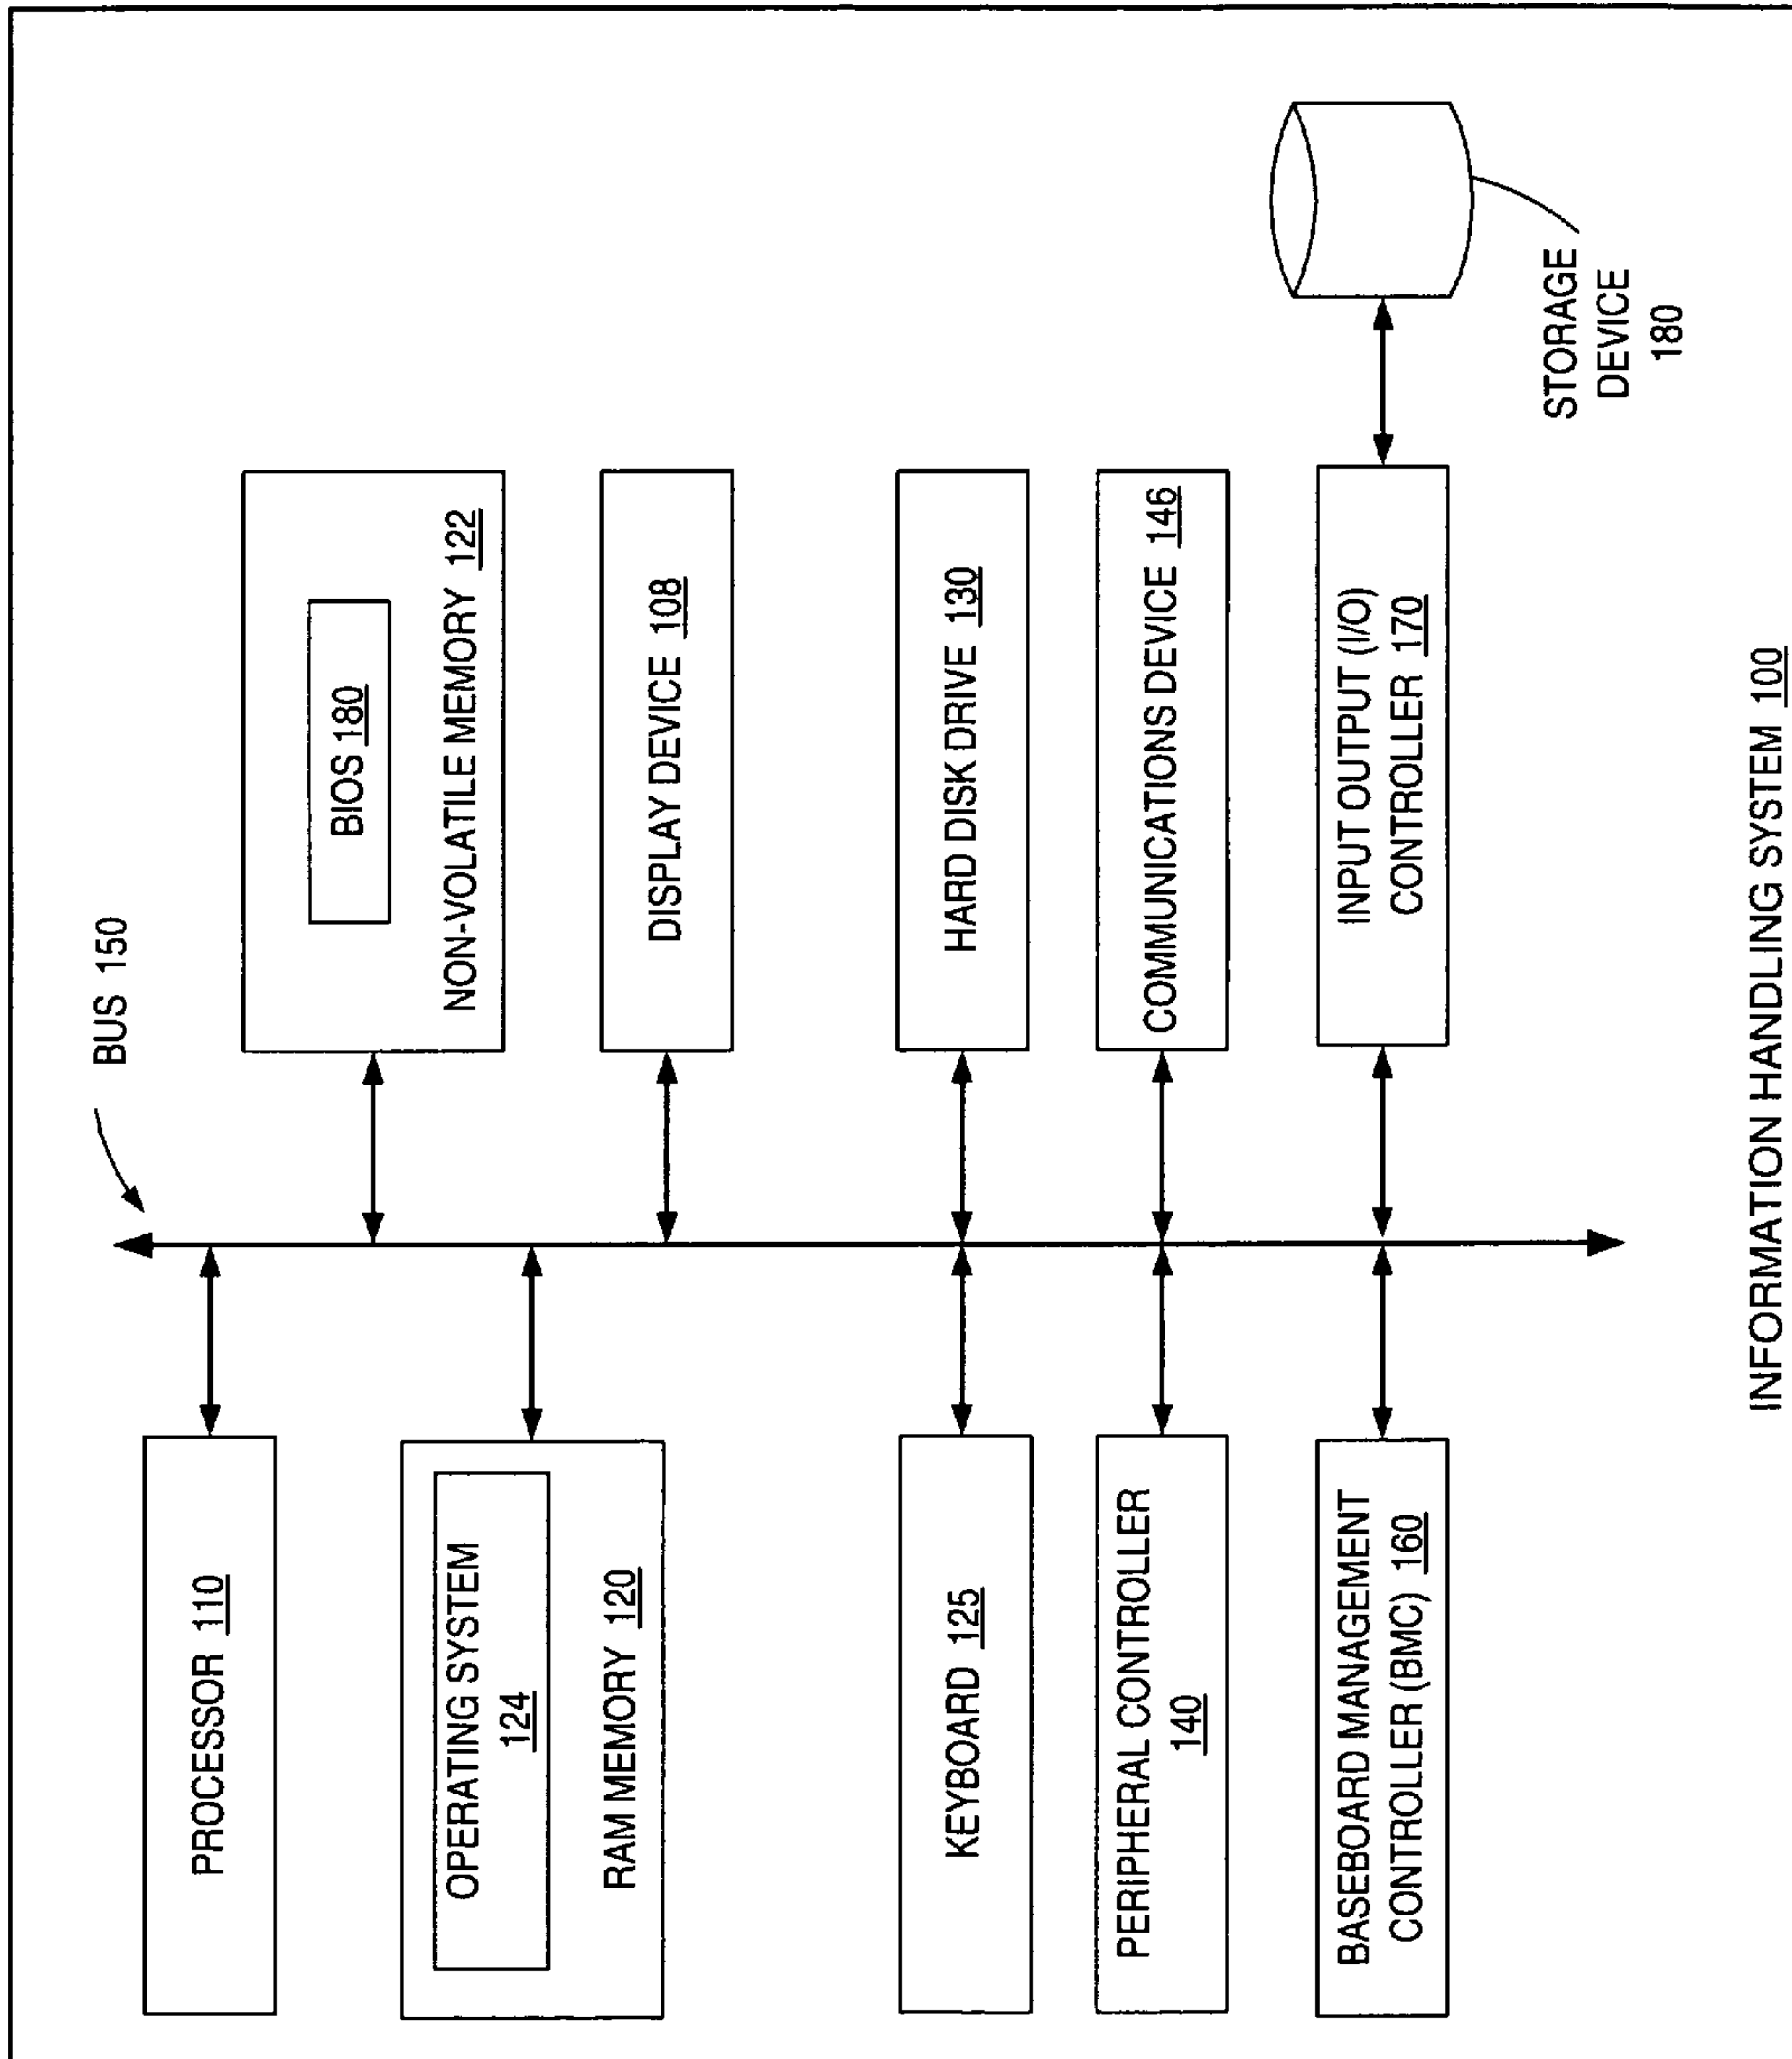 BUS 150
PROCESSOR 110
OPERATING SYSTEM
124
RAM MEMORY 120
KEYBOARD 125
PERIPHERAL CONTROLLER
140
BASEBOARD MANAGEMENT
CONTROLLER (BMC) 160
BIOS 180
NON-VOLATILE MEMORY 122
DISPLAY DEVICE 108
HARD DISK DRIVE 130
COMMUNICATIONS DEVICE 146
INPUT OUTPUT (I/O)
CONTROLLER 170
STORAGE
DEVICE
180
INFORMATION HANDLING SYSTEM 100